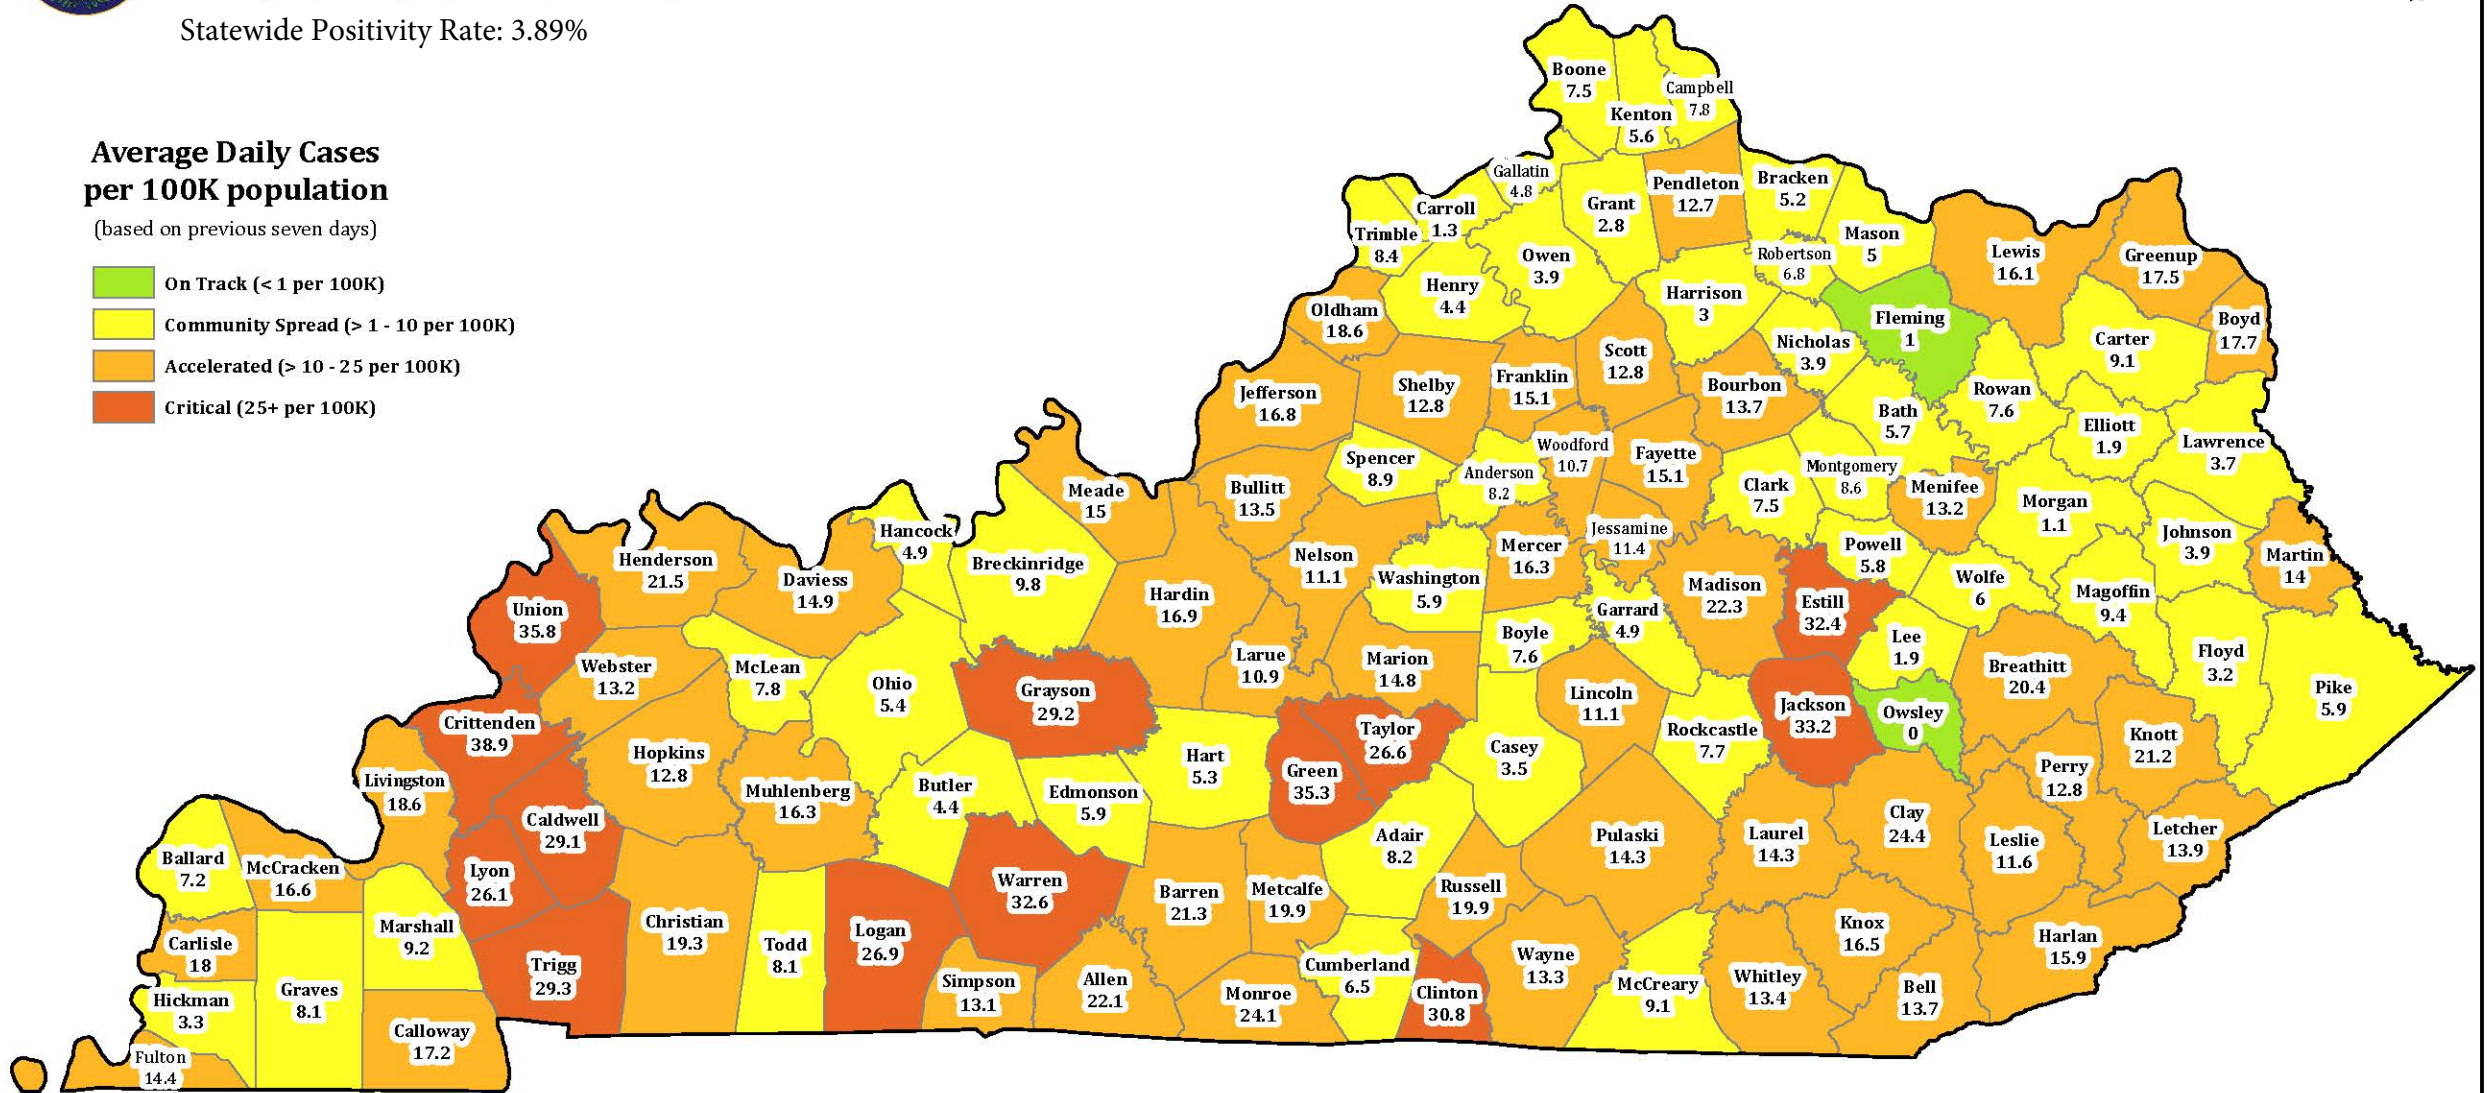 Statewide Positivity Rate: 3.89%
Average Daily Cases
per 100K population
(based on previous seven days)
On Track (< 1 per 100K)
Community Spread (> 1 - 10 per 100K)
Accelerated (> 10 - 25 per 100K)
Critical (25+ per 100K)
Boone
7.5
Kenton
5.6
Campbell
7.8
Gallatin
4.8
Carroll
1.3
Trimble
8.4
Grant
2.8
Pendleton
12.7
Bracken
5.2
Mason
5
Robertson
6.8
Owen
3.9
Henry
4.4
Oldham
18.6
Harrison
3
Lewis
16.1
Greenup
17.5
Boyd
17.7
Carter
9.1
Fleming
1
Nicholas
3.9
Scott
12.8
Franklin
15.1
Shelby
12.8
Jefferson
16.8
Bourbon
13.7
Bath
5.7
Rowan
7.6
Elliott
1.9
Lawrence
3.7
Woodford
10.7
Fayette
15.1
Anderson
8.2
Spencer
8.9
Bullitt
13.5
Meade
15
Clark
7.5
Montgomery
8.6
Menifee
13.2
Morgan
1.1
Johnson
3.9
Martin
14
Hancock
4.9
Breckinridge
9.8
Hardin
16.9
Nelson
11.1
Washington
5.9
Mercer
16.3
Jessamine
11.4
Madison
22.3
Estill
32.4
Powell
5.8
Wolfe
6
Magoffin
9.4
Henderson
21.5
Daviess
14.9
Union
35.8
Webster
13.2
McLean
7.8
Ohio
5.4
Grayson
29.2
Larue
10.9
Marion
14.8
Boyle
7.6
Garrard
4.9
Lee
1.9
Breathitt
20.4
Floyd
3.2
Pike
5.9
Crittenden
38.9
Livingston
18.6
Hopkins
12.8
Muhlenberg
16.3
Butler
4.4
Edmonson
5.9
Hart
5.3
Green
35.3
Taylor
26.6
Casey
3.5
Lincoln
11.1
Rockcastle
7.7
Jackson
33.2
Owsley
0
Perry
12.8
Knott
21.2
Letcher
13.9
Leslie
11.6
Clay
24.4
Laurel
14.3
Pulaski
14.3
Adair
8.2
Caldwell
29.1
Lyon
26.1
Ballard
7.2
McCracken
16.6
Carlisle
18
Marshall
9.2
Graves
8.1
Hickman
3.3
Fulton
14.4
Calloway
17.2
Trigg
29.3
Christian
19.3
Todd
8.1
Logan
26.9
Warren
32.6
Simpson
13.1
Allen
22.1
Barren
21.3
Metcalfe
19.9
Monroe
24.1
Cumberland
6.5
Russell
19.9
Clinton
30.8
Wayne
13.3
McCreary
9.1
Whitley
13.4
Knox
16.5
Bell
13.7
Harlan
15.9